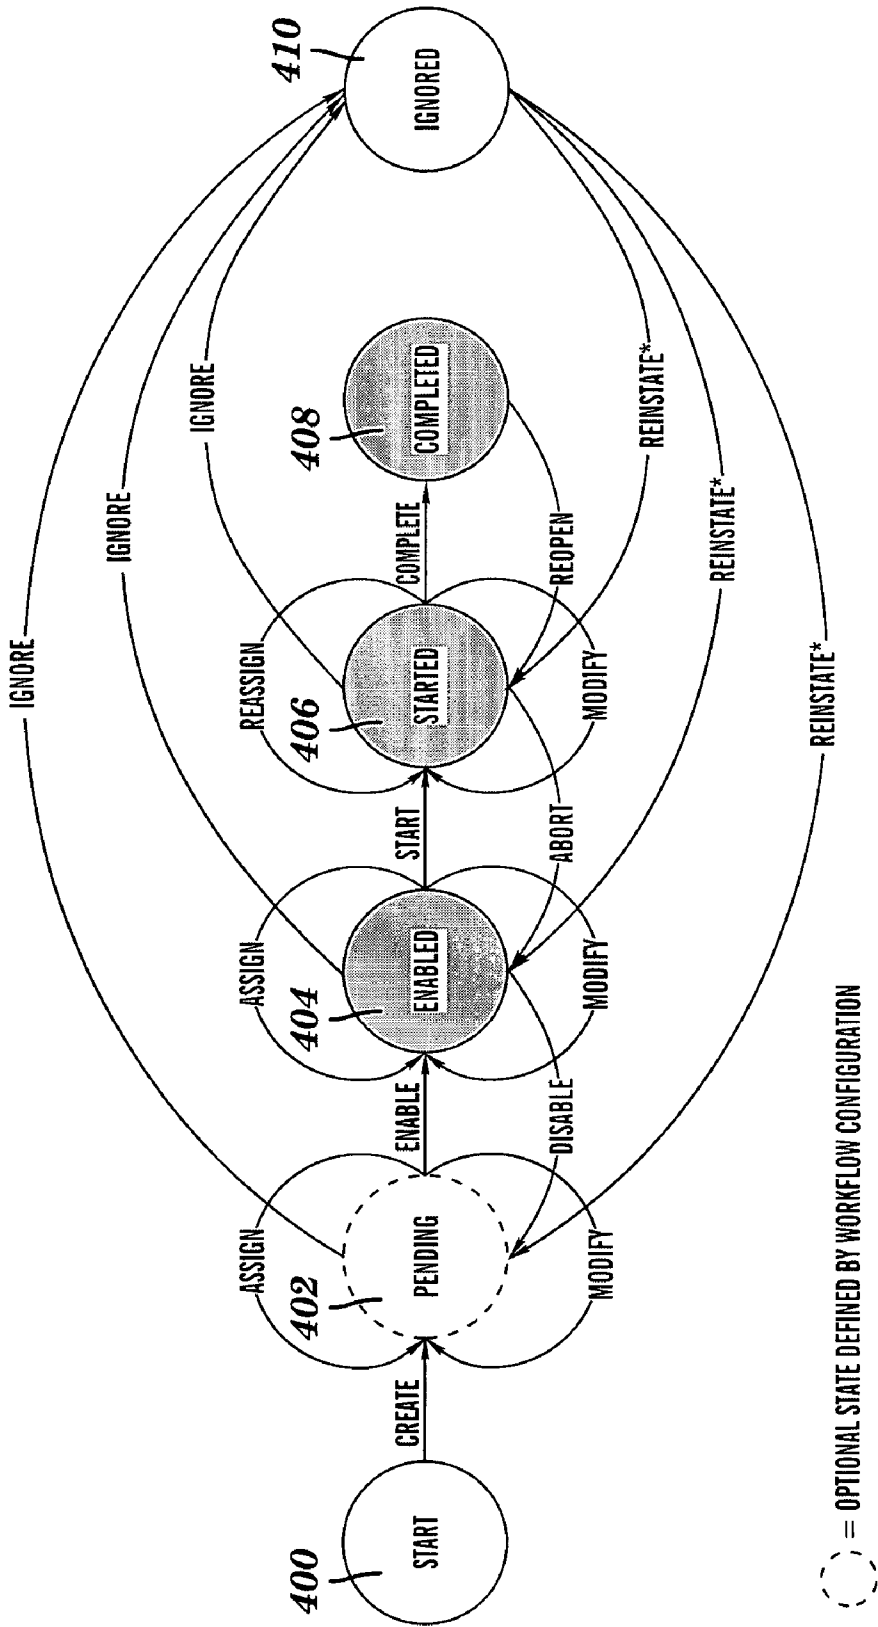 IGNORE
IGNORE
IGNORE
ASSIGN
ASSIGN
REASSIGN
400
402
404
406
408
410
START
CREATE
PENDING
ENABLE
ENABLED
START
STARTED
COMPLETE
COMPLETED
IGNORED
DISABLE
ABORT
REOPEN
MODIFY
MODIFY
MODIFY
REINSTATE*
REINSTATE*
REINSTATE*
= OPTIONAL STATE DEFINED BY WORKFLOW CONFIGURATION